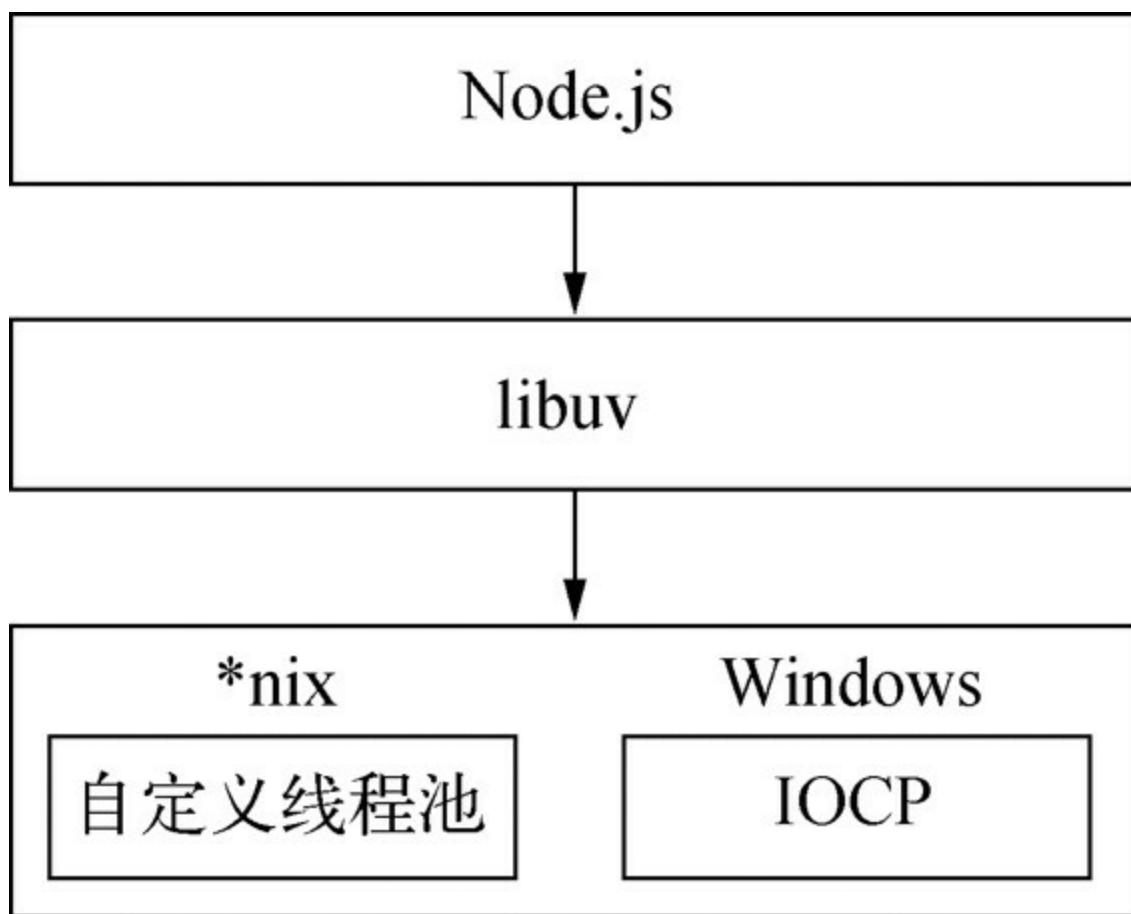 Node.js
libuv
*nix
Windows
自定义线程池
IOCP